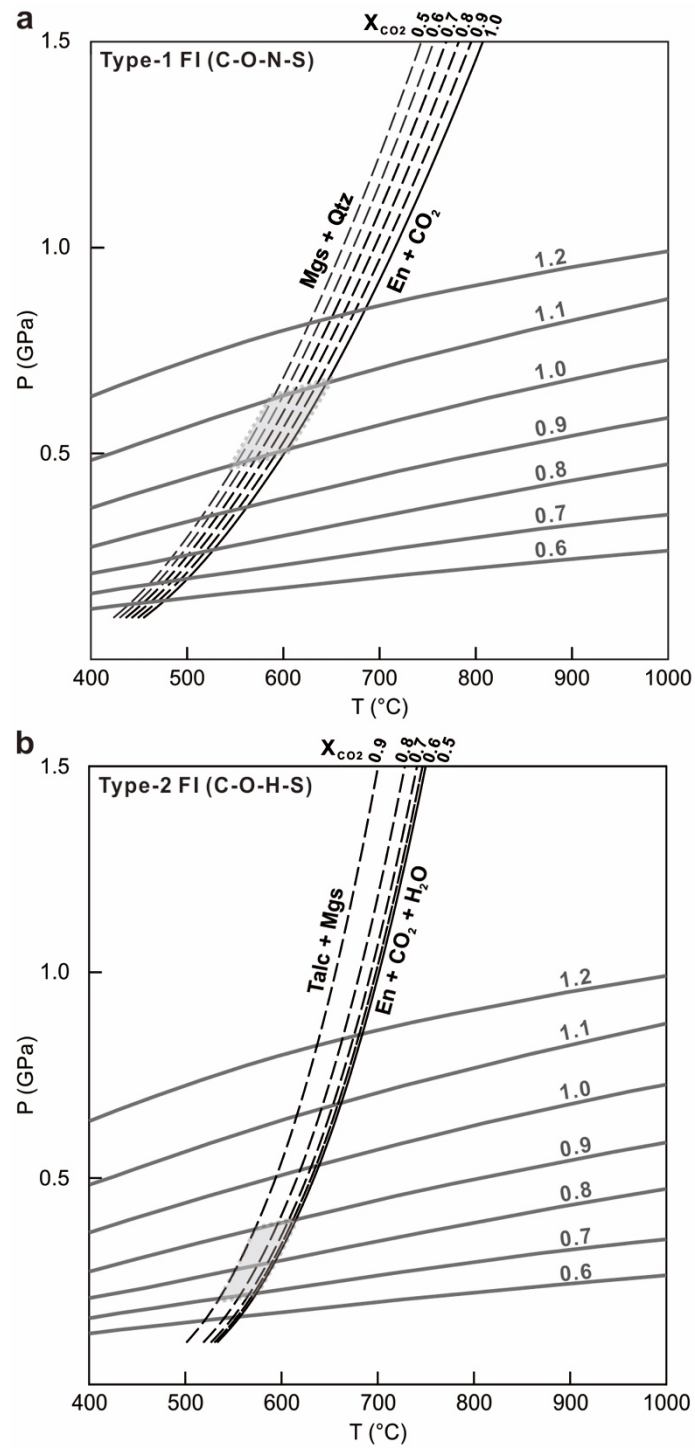 a
X CO2 0.5 0.6 0.7 0.8 0.9 1.0
1.5
Type-1 FI (C-O-N-S)
Mgs + Qtz
En + CO2
1.0
1.2
1.1
P (GPa)
1.0
0.5
0.9
0.8
0.7
0.6
400 500 600 700 800 900 1000
T (°C)
b
X CO2 0.9 0.8 0.7 0.6 0.5
1.5
Type-2 FI (C-O-H-S)
Talc + Mgs
En + CO2 + H2O
1.0
1.2
1.1
P (GPa)
1.0
0.5
0.9
0.8
0.7
0.6
400 500 600 700 800 900 1000
T (°C)